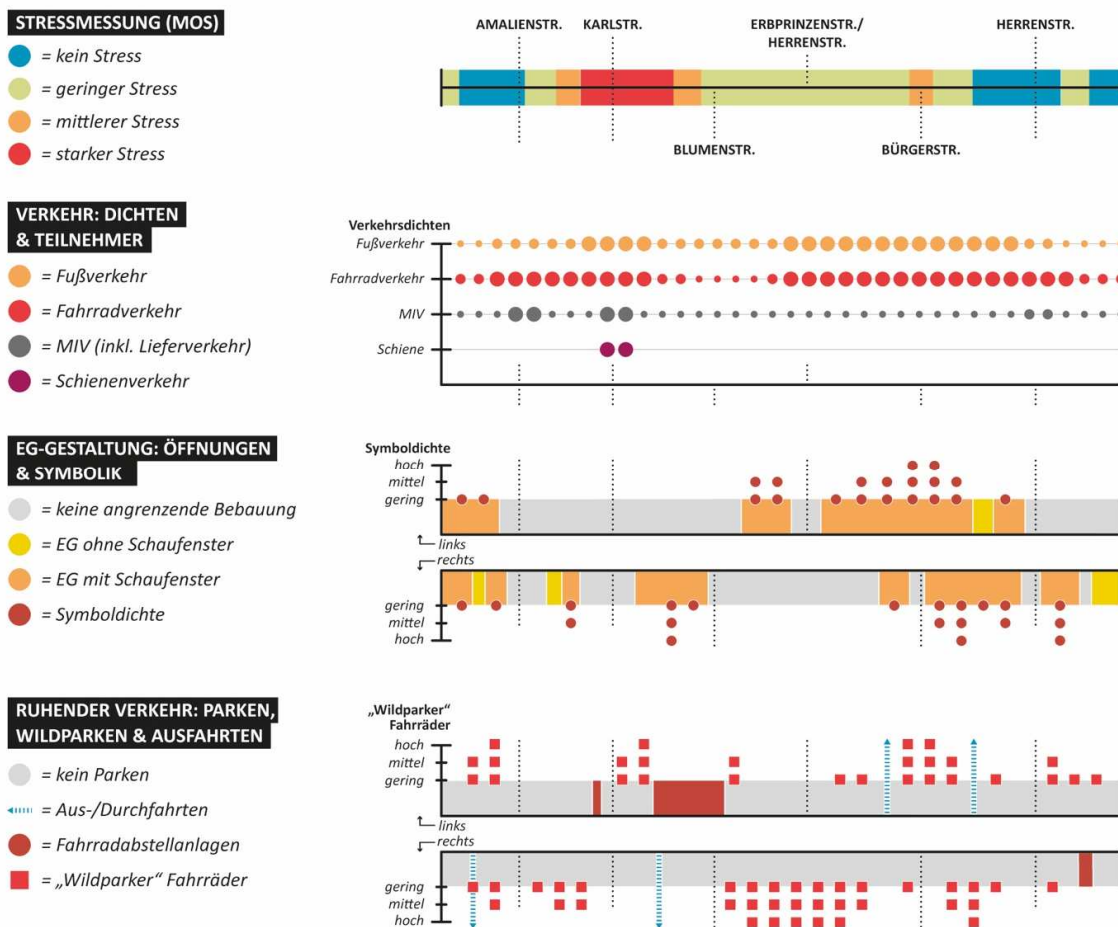 STRESSMESSUNG (MOS)
= kein Stress
= geringer Stress
= mittlerer Stress
= starker Stress
AMALIENSTR.
KARLSTR.
ERBPRINZENSTR./
HERRENSTR.
HERRENSTR.
BLUMENSTR.
BÜRGERSTR.
VERKEHR: DICHTEN
& TEILNEHMER
= Fußverkehr
= Fahrradverkehr
= MIV (inkl. Lieferverkehr)
= Schienenverkehr
Verkehrsdichten
Fußverkehr
Fahrradverkehr
MIV
Schiene
EG-GESTALTUNG: ÖFFNUNGEN
& SYMBOLIK
= keine angrenzende Bebauung
= EG ohne Schaufenster
= EG mit Schaufenster
= Symboldichte
Symboldichte
hoch
mittel
gering
links
rechts
gering
mittel
hoch
RUHENDER VERKEHR: PARKEN,
WILDPARKEN & AUSFAHRTEN
= kein Parken
= Aus-/Durchfahrten
= Fahrradabstellanlagen
= „Wildparker“ Fahrräder
„Wildparker“
Fahrräder
hoch
mittel
gering
links
rechts
gering
mittel
hoch